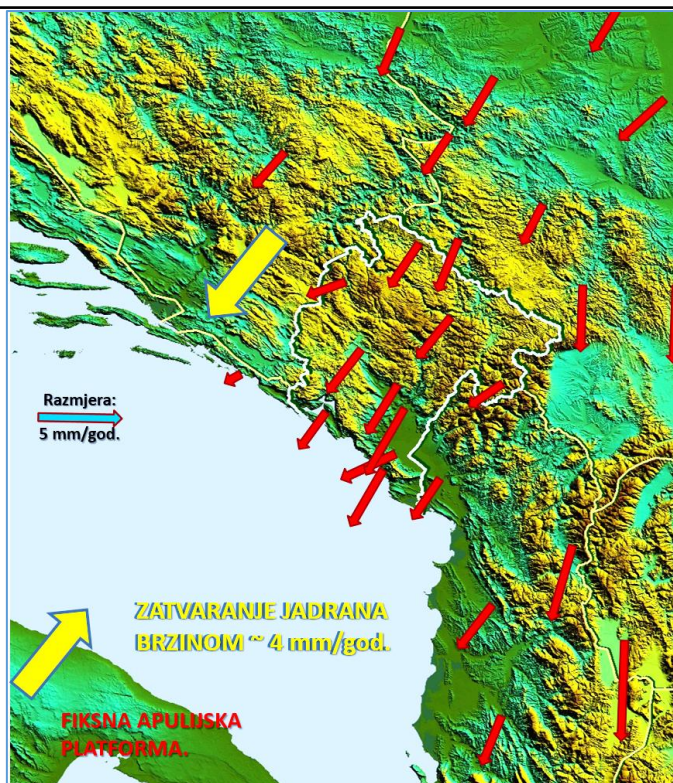 Razmjera:
5 mm/god.
ZATVARANJE JADRANA
BRZINOM ~ 4 mm/god.
FIKSNA APULIJSKA
PLATFORMA.